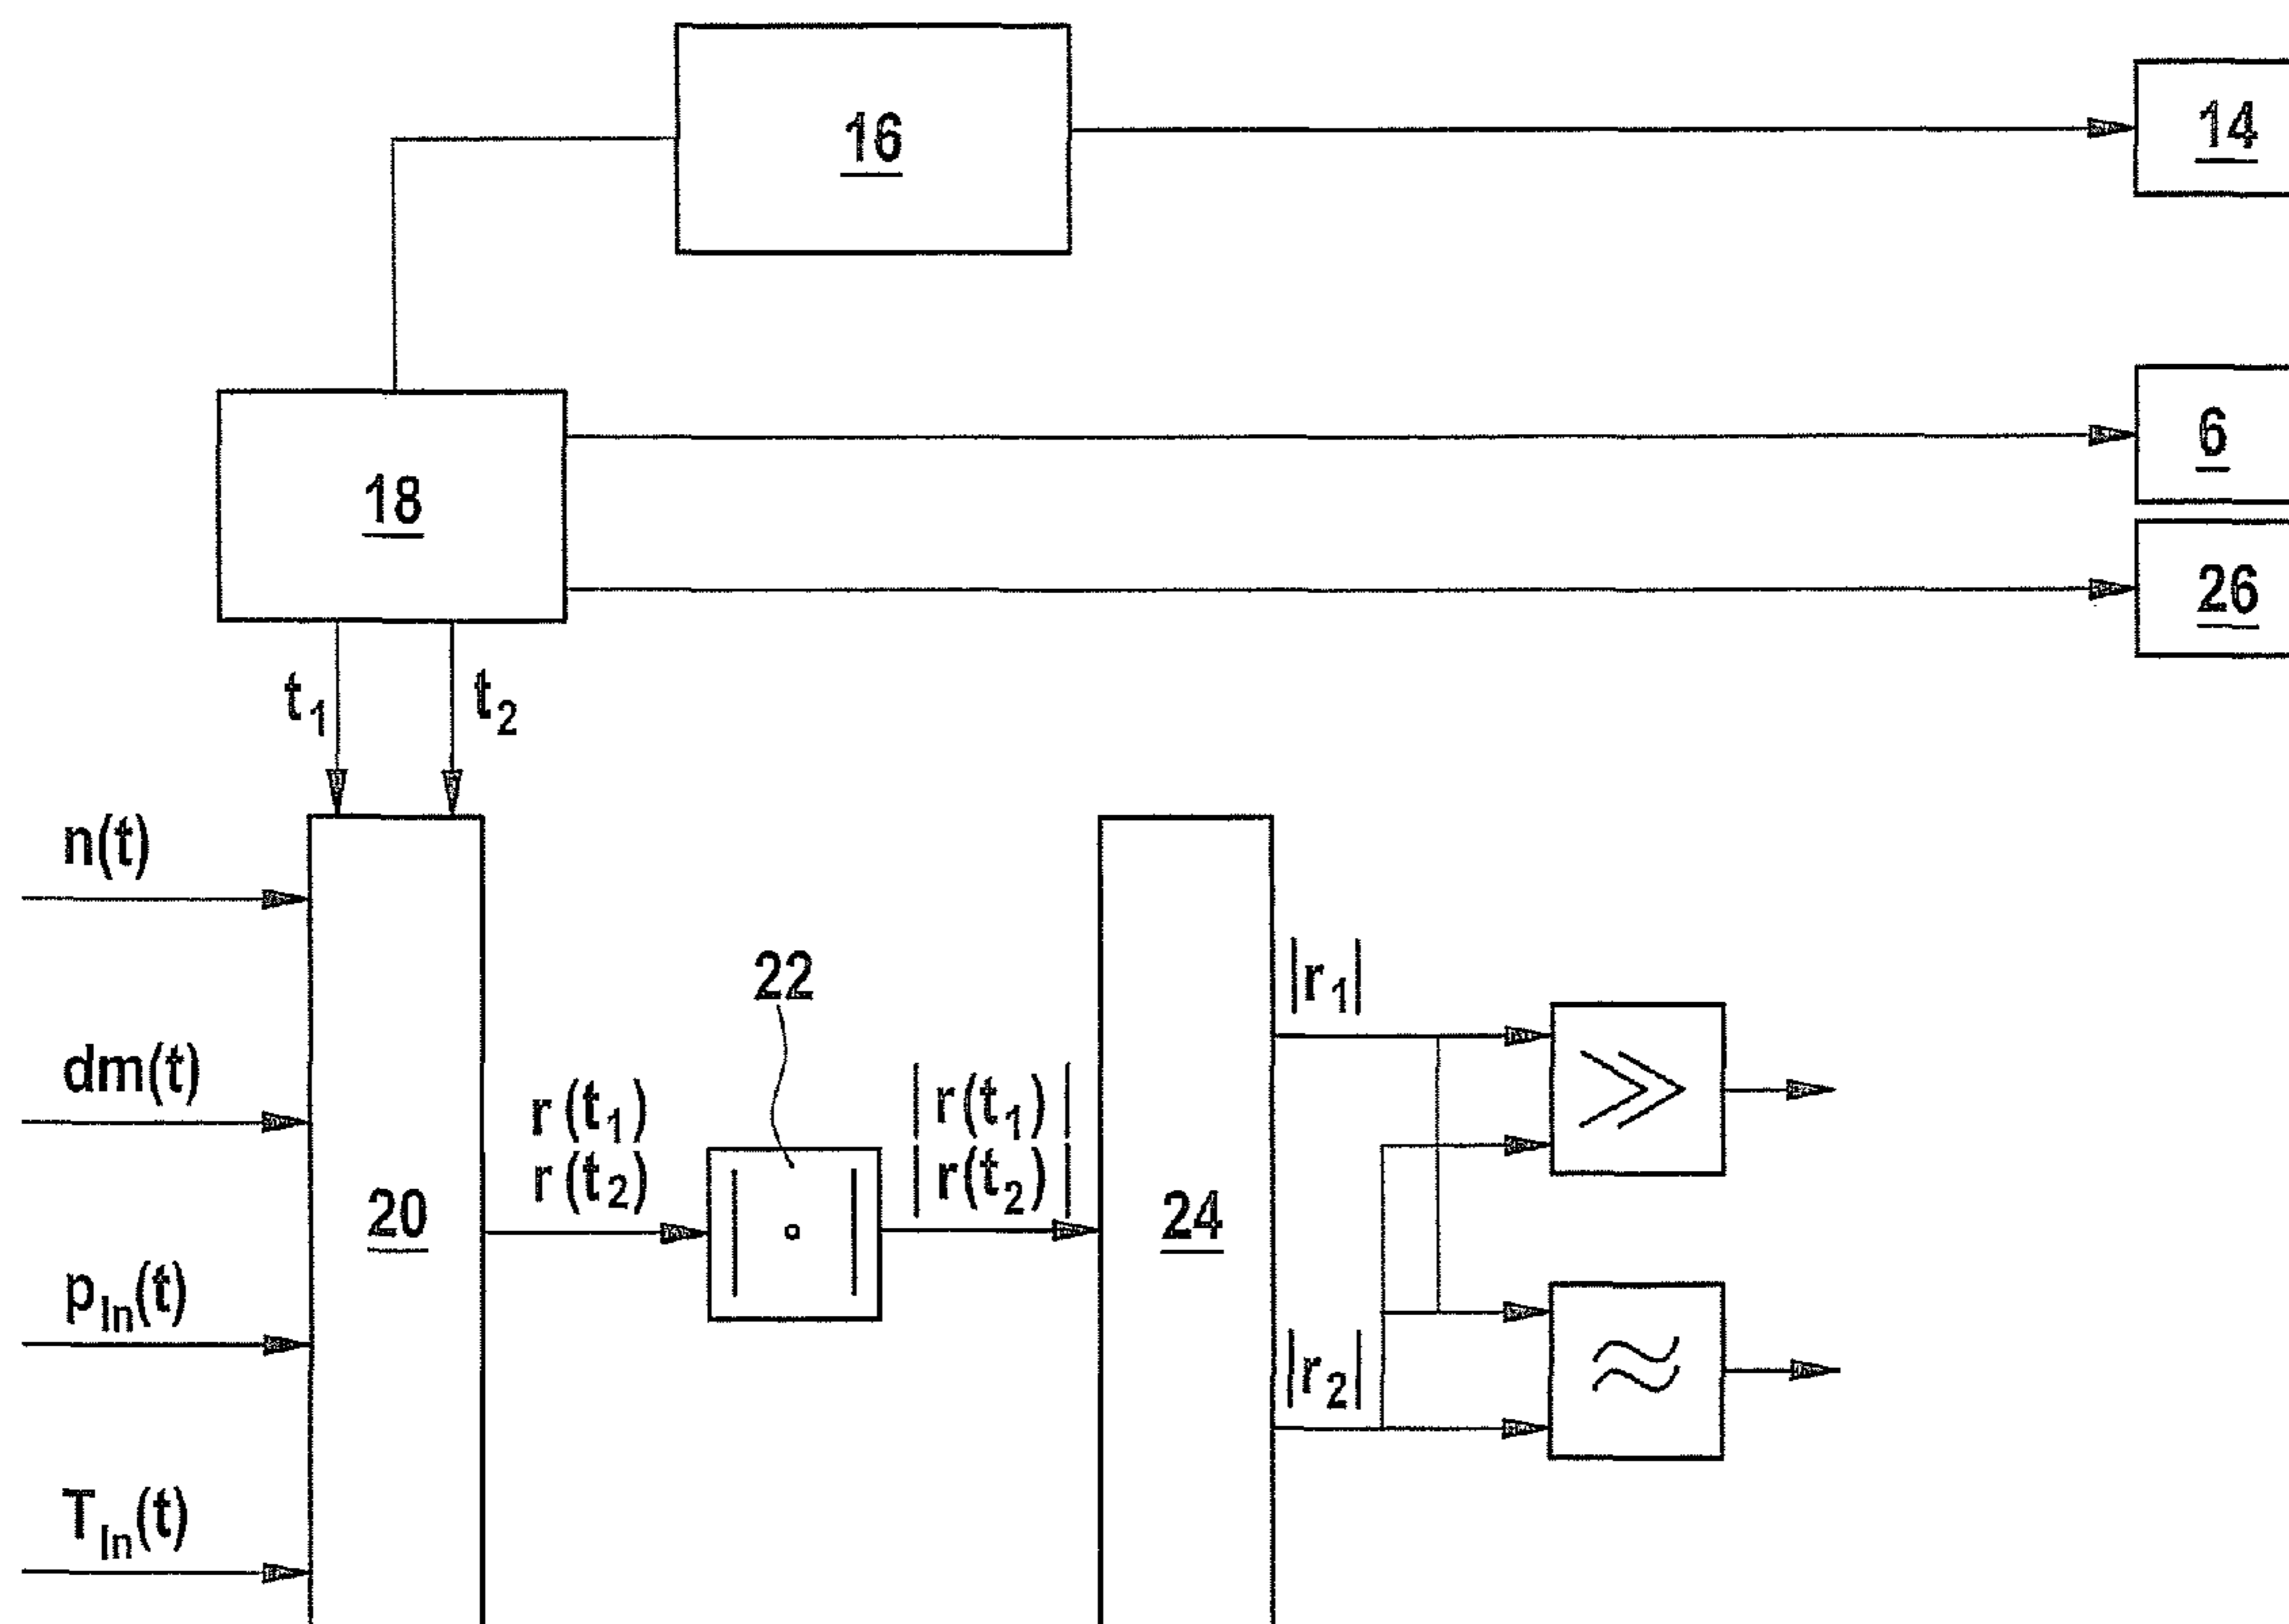 16
14
18
6
26
t1
t2
n(t)
dm(t)
pIn(t)
TIn(t)
20
r(t1)
r(t2)
22
|r(t1)|
|r(t2)|
24
|r1|
|r2|
≫
≈